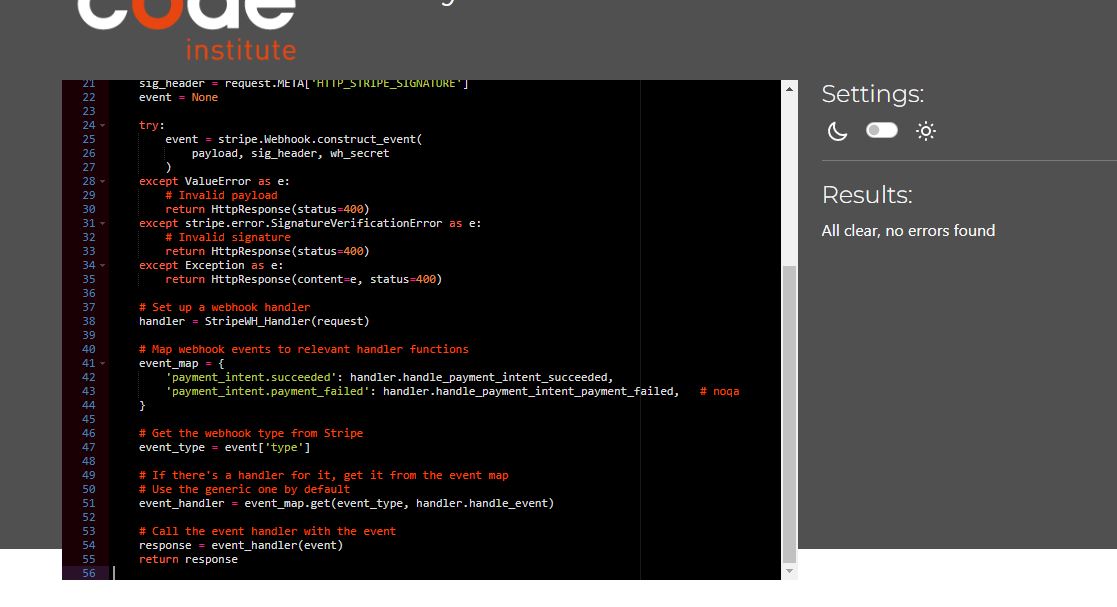 code
institute
21 sig_header = request.META['HTTP_STRIPE_SIGNATURE']
22 event = None
23
24 try:
25 event = stripe.Webhook.construct_event(
26 payload, sig_header, wh_secret
27 )
28 except ValueError as e:
29 # Invalid payload
30 return HttpResponse(status=400)
31 except stripe.error.SignatureVerificationError as e:
32 # Invalid signature
33 return HttpResponse(status=400)
34 except Exception as e:
35 return HttpResponse(content=e, status=400)
36
37 # Set up a webhook handler
38 handler = StripeWH_Handler(request)
39
40 # Map webhook events to relevant handler functions
41 event_map = {
42 'payment_intent.succeeded': handler.handle_payment_intent_succeeded,
43 'payment_intent.payment_failed': handler.handle_payment_intent_payment_failed, # noqa
44 }
45
46 # Get the webhook type from Stripe
47 event_type = event['type']
48
49 # If there's a handler for it, get it from the event map
50 # Use the generic one by default
51 event_handler = event_map.get(event_type, handler.handle_event)
52
53 # Call the event handler with the event
54 response = event_handler(event)
55 return response
56
Settings:
Results:
All clear, no errors found